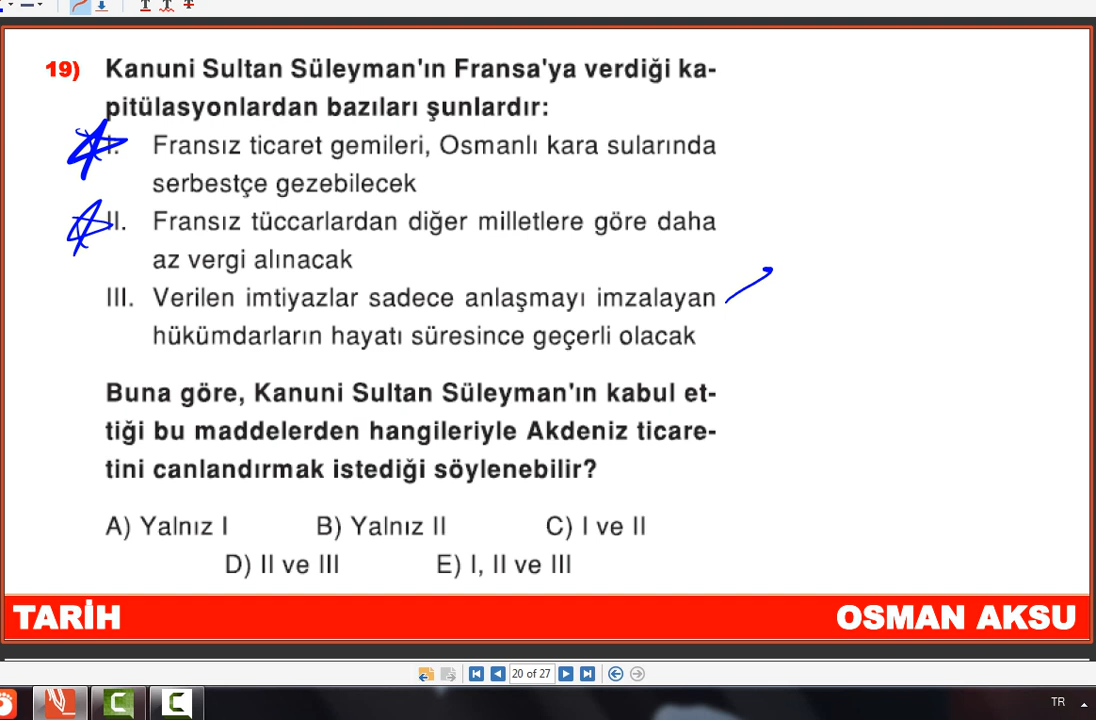 T T T
19) Kanuni Sultan Süleyman'ın Fransa'ya verdiği ka-
pitülasyonlardan bazıları şunlardır:
I. Fransız ticaret gemileri, Osmanlı kara sularında
serbestçe gezebilecek
II. Fransız tüccarlardan diğer milletlere göre daha
az vergi alınacak
III. Verilen imtiyazlar sadece anlaşmayı imzalayan
hükümdarların hayatı süresince geçerli olacak
Buna göre, Kanuni Sultan Süleyman'ın kabul et-
tiği bu maddelerden hangileriyle Akdeniz ticare-
tini canlandırmak istediği söylenebilir?
A) Yalnız I B) Yalnız II C) I ve II
D) II ve III E) I, II ve III
TARİH OSMAN AKSU
20 of 27
C C TR